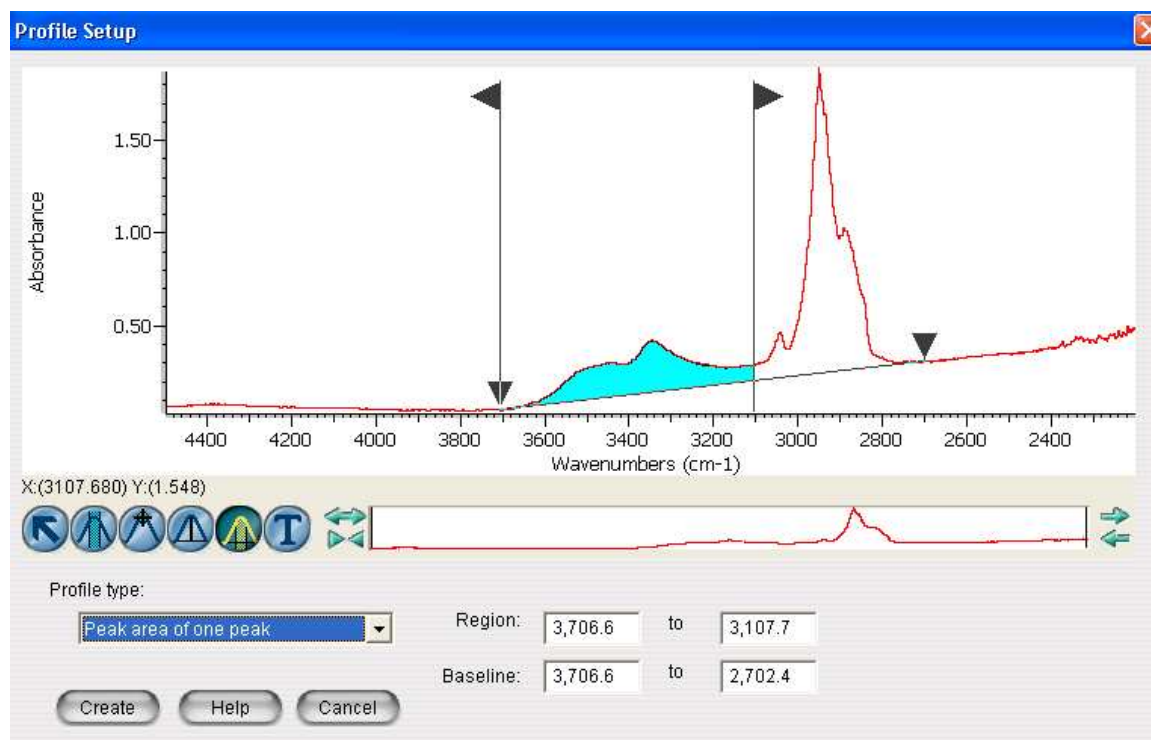 Profile Setup
1.50
1.00
0.50
Absorbance
4400 4200 4000 3800 3600 3400 3200 3000 2800 2600 2400
Wavenumbers (cm-1)
X:(3107.680) Y:(1.548)
T
Profile type:
Peak area of one peak
Region: 3,706.6 to 3,107.7
Baseline: 3,706.6 to 2,702.4
Create Help Cancel